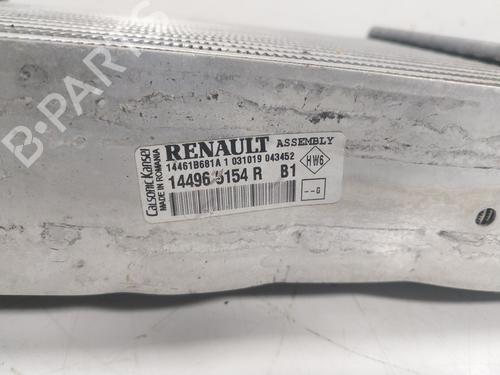 B-PARTS
Calsonic Kansei
MADE IN ROMANIA
RENAULT ASSEMBLY
14461B681A 1 031019 043452
HW6
14496 5154 R B1
--G